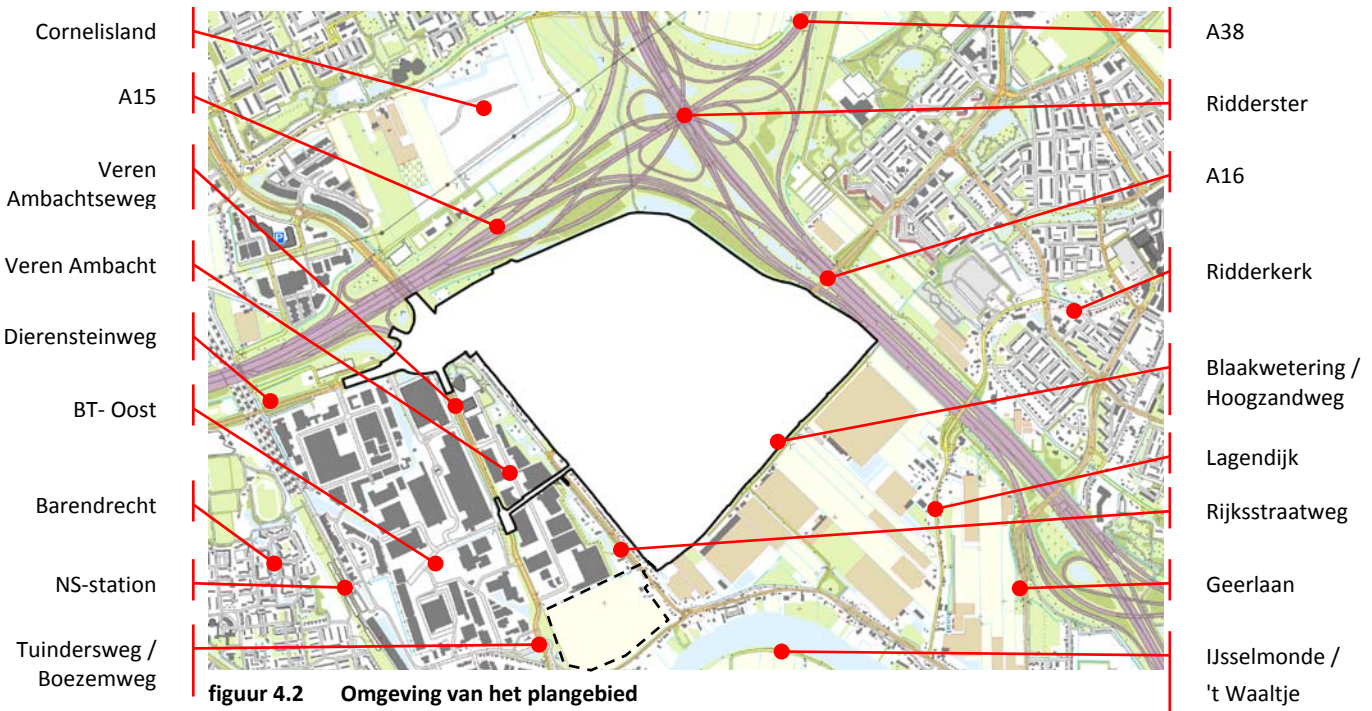 Cornelisland
A15
Veren
Ambachtseweg
Veren Ambacht
Dierensteinweg
BT- Oost
Barendrecht
NS-station
Tuindersweg /
Boezemweg
P
A38
Ridderster
A16
Ridderkerk
Blaakwetering /
Hoogzandweg
Lagendijk
Rijksstraatweg
Geerlaan
IJsselmonde /
't Waaltje
figuur 4.2 Omgeving van het plangebied